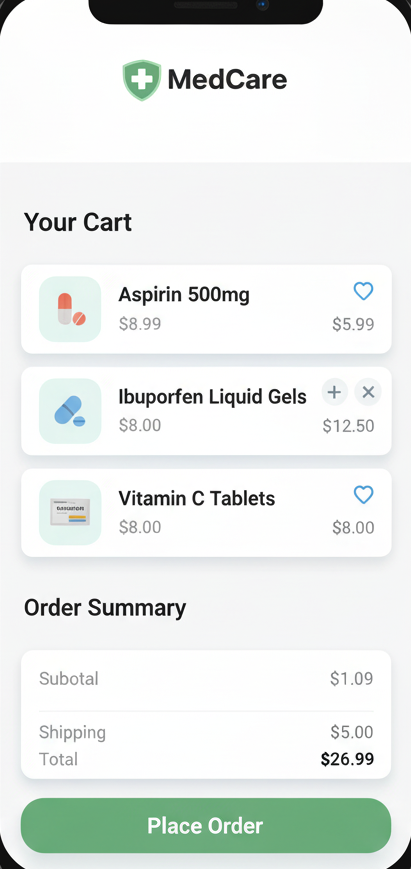 MedCare
Your Cart
Aspirin 500mg
$8.99 $5.99
Ibuporfen Liquid Gels
$8.00 $12.50
Vitamin C Tablets
$8.00 $8.00
Order Summary
Subotal $1.09
Shipping $5.00
Total $26.99
Place Order